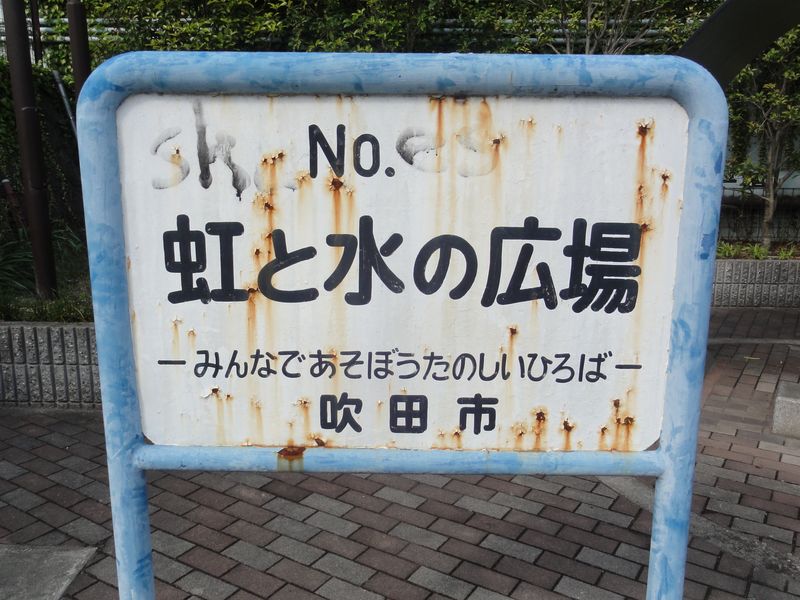 No.
虹と水の広場
ーみんなであそぼうたのしいひろばー
吹田市